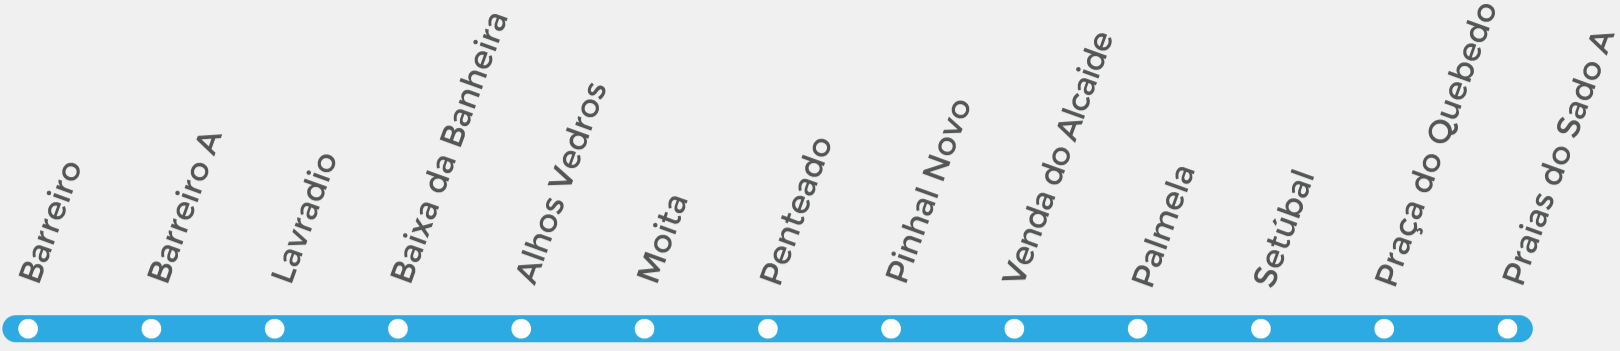 Barreiro
Barreiro A
Lavradio
Baixa da Banheira
Alhos Vedros
Moita
Penteado
Pinhal Novo
Venda do Alcaide
Palmela
Setúbal
Praça do Quebedo
Praias do Sado A